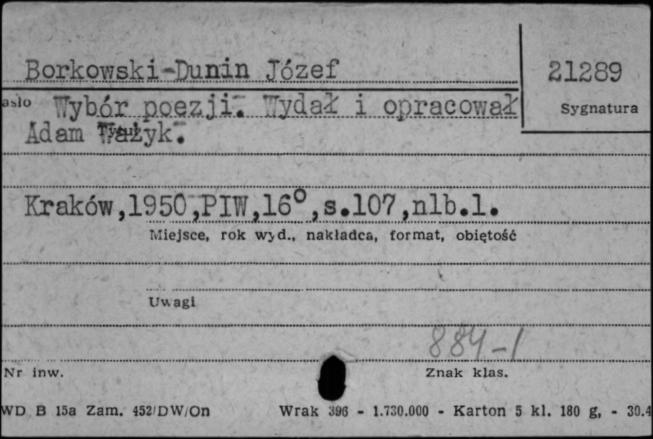 Borkowski-Dunin Józef
21289
asło Wybór poezji. Wydał i opracował
Sygnatura
Adam Ważyk.
Kraków,1950,PIW,16°,s.107,nlb.1.
Miejsce, rok wyd., nakładca, format, objętość
Uwagi
884-1
Nr inw.
Znak klas.
WD B 15a Zam. 452/DW/On
Wrak 396 - 1.730.000 - Karton 5 kl. 180 g, - 30.4